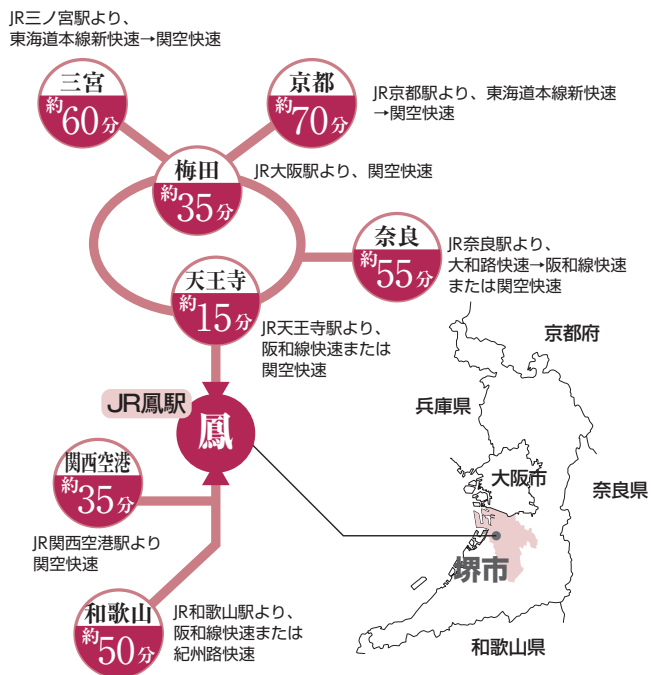 JR三ノ宮駅より、
東海道本線新快速→関空快速
三宮
約60分
京都
約70分
JR京都駅より、東海道本線新快速
→関空快速
梅田
約35分
JR大阪駅より、関空快速
奈良
約55分
JR奈良駅より、
大和路快速→阪和線快速
または関空快速
天王寺
約15分
JR天王寺駅より、
阪和線快速または
関空快速
JR鳳駅
鳳
関西空港
約35分
JR関西空港駅より
関空快速
和歌山
約50分
JR和歌山駅より、
阪和線快速または
紀州路快速
京都府
兵庫県
大阪市
奈良県
堺市
和歌山県